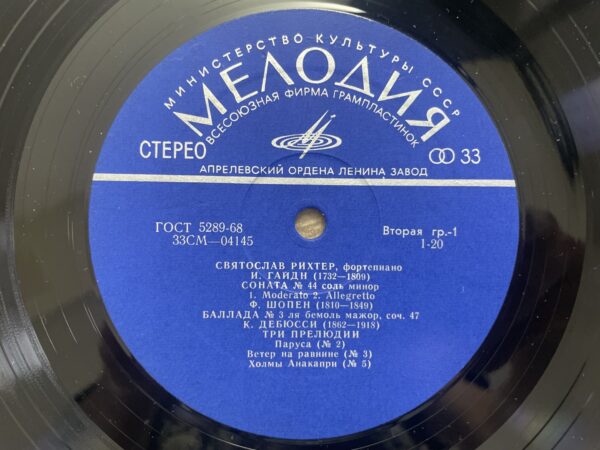 МИНИСТЕРСТВО КУЛЬТУРЫ СССР
МЕЛОДИЯ
ВСЕСОЮЗНАЯ ФИРМА ГРАМПЛАСТИНОК
СТЕРЕО
33
АПРЕЛЕВСКИЙ ОРДЕНА ЛЕНИНА ЗАВОД
ГОСТ 5289-68
33СМ—04145
Вторая гр.-1
1-20
СВЯТОСЛАВ РИХТЕР, фортепиано
И. ГАЙДН (1732—1809)
СОНАТА № 44 соль минор
1. Moderato 2. Allegretto
Ф. ШОПЕН (1810—1849)
БАЛЛАДА № 3 ля бемоль мажор, соч. 47
К. ДЕБЮССИ (1862—1918)
ТРИ ПРЕЛЮДИИ
Паруса (№ 2)
Ветер на равнине (№ 3)
Холмы Анакапри (№ 5)